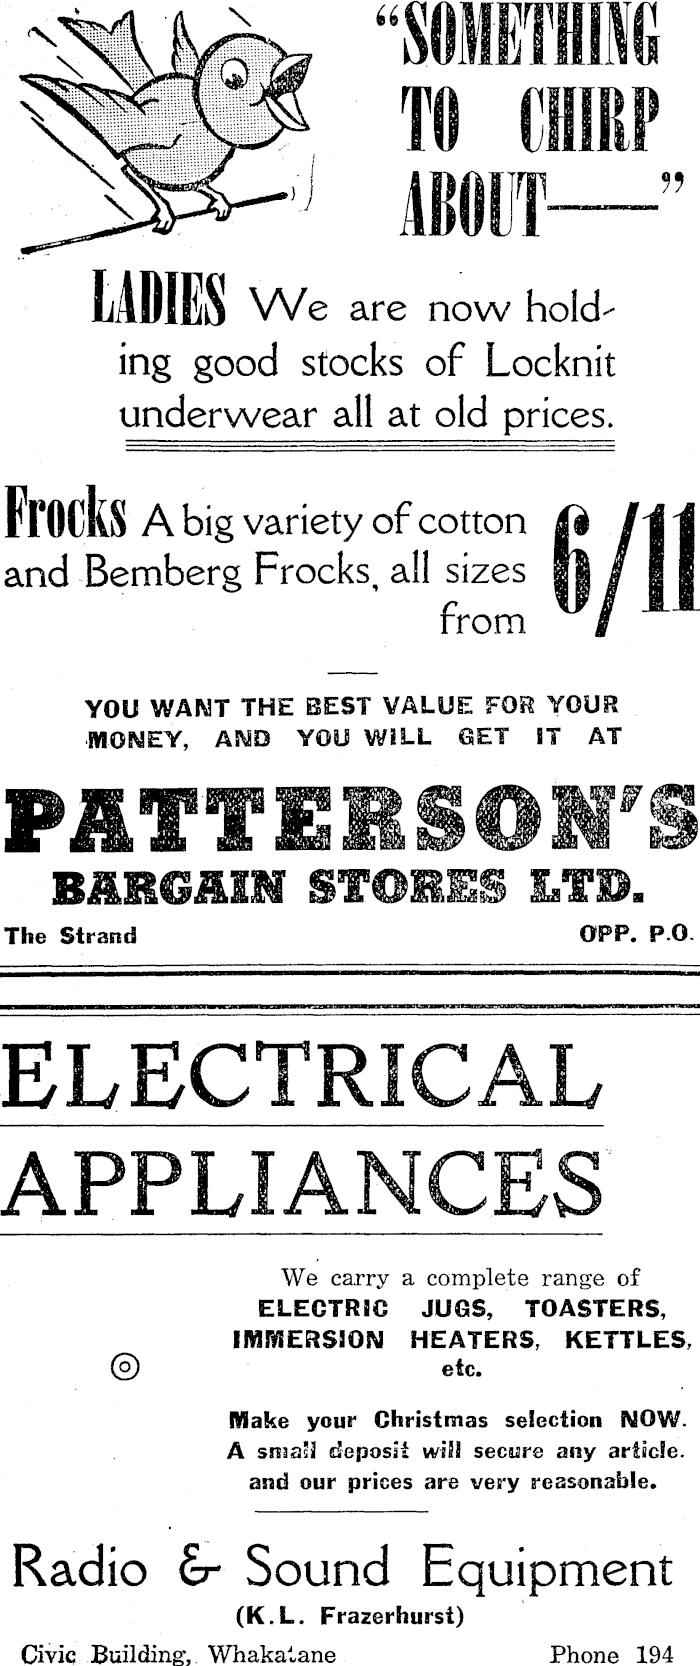 "SOMETHING
TO CHIRP
ABOUT——"
LADIES We are now hold-
ing good stocks of Locknit
underwear all at old prices.
Frocks A big variety of cotton
and Bemberg Frocks, all sizes
from
6/11
YOU WANT THE BEST VALUE FOR YOUR
MONEY, AND YOU WILL GET IT AT
PATTERSON'S
BARGAIN STORES LTD.
The Strand OPP. P.O.
ELECTRICAL
APPLIANCES
We carry a complete range of
ELECTRIC JUGS, TOASTERS,
IMMERSION HEATERS, KETTLES,
etc.
Make your Christmas selection NOW.
A small deposit will secure any article.
and our prices are very reasonable.
Radio & Sound Equipment
(K.L. Frazerhurst)
Civic Building, Whakatane Phone 194